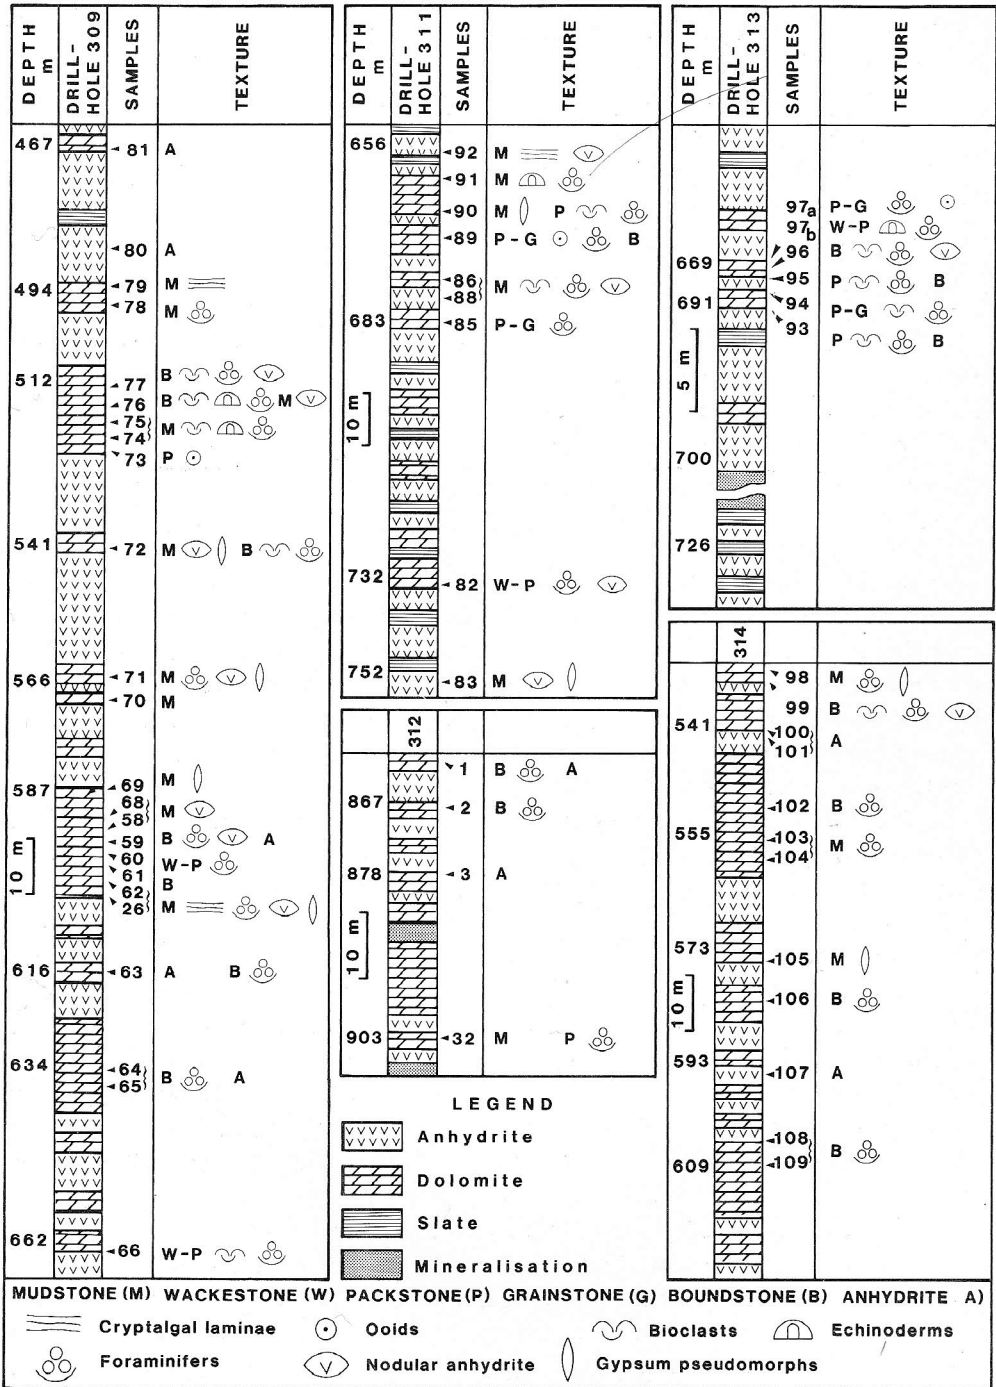 DEPTH m
DRILL-HOLE 309
SAMPLES
TEXTURE
467
81 A
80 A
494
79 M
78 M
512
77 B
76 B M
75
74 M
73 P
541
72 M B
566
71 M
70 M
587
69 M
68
58 M
59 B A
10 m
60 W-P
61 B
62
26 M
616
63 A B
634
64
65 B A
662
66 W-P
DEPTH m
DRILL-HOLE 311
SAMPLES
TEXTURE
656
92 M
91 M
90 M P
89 P-G B
86
88 M
683
85 P-G
10 m
732
82 W-P
752
83 M
312
1 B A
867
2 B
878
3 A
10 m
903
32 M P
DEPTH m
DRILL-HOLE 313
SAMPLES
TEXTURE
97a P-G
97b W-P
96 B
669
95 P B
691
94 P-G
93 P B
5 m
700
726
314
98 M
99 B
541
100
101 A
102 B
555
103
104 M
573
105 M
10 m
106 B
593
107 A
108
109 B
609
LEGEND
Anhydrite
Dolomite
Slate
Mineralisation
MUDSTONE (M) WACKESTONE (W) PACKSTONE (P) GRAINSTONE (G) BOUNDSTONE (B) ANHYDRITE A)
Cryptalgal laminae Ooids Bioclasts Echinoderms
Foraminifers Nodular anhydrite Gypsum pseudomorphs